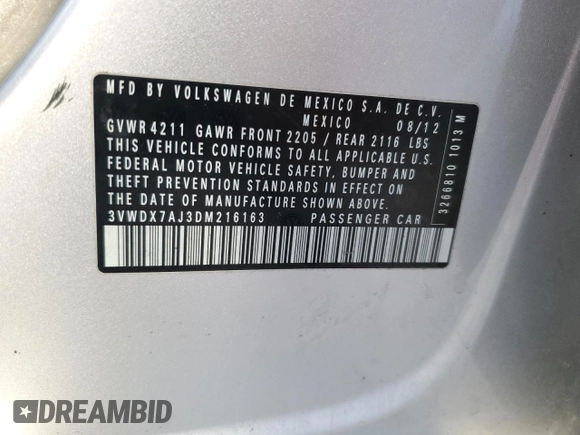 MFD BY VOLKSWAGEN DE MEXICO S.A. DE C.V.
MEXICO 08/12
GVWR 4211 GAWR FRONT 2205 / REAR 2116 LBS
THIS VEHICLE CONFORMS TO ALL APPLICABLE U.S.
FEDERAL MOTOR VEHICLE SAFETY, BUMPER AND
THEFT PREVENTION STANDARDS IN EFFECT ON
THE DATE OF MANUFACTURE SHOWN ABOVE.
3VWDX7AJ3DM216163 PASSENGER CAR
3266810 1013 M
DREAMBID
DREAMBID.COM